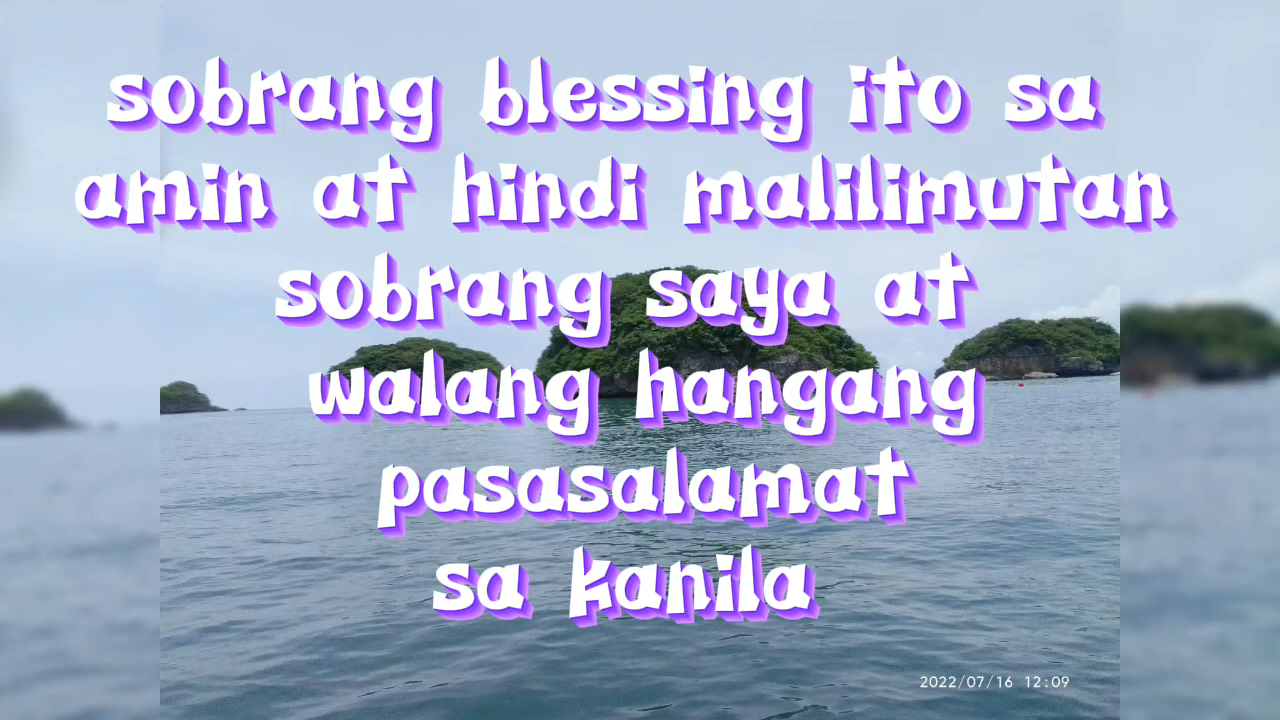 sobrang blessing ito sa
amin at hindi malilimutan
sobrang saya at
walang hangang
pasasalamat
sa kanila
2022/07/16 12:09